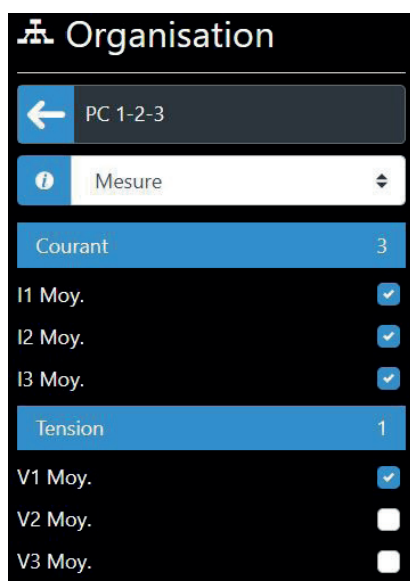 Organisation
PC 1-2-3
i Mesure
Courant 3
I1 Moy.
I2 Moy.
I3 Moy.
Tension 1
V1 Moy.
V2 Moy.
V3 Moy.